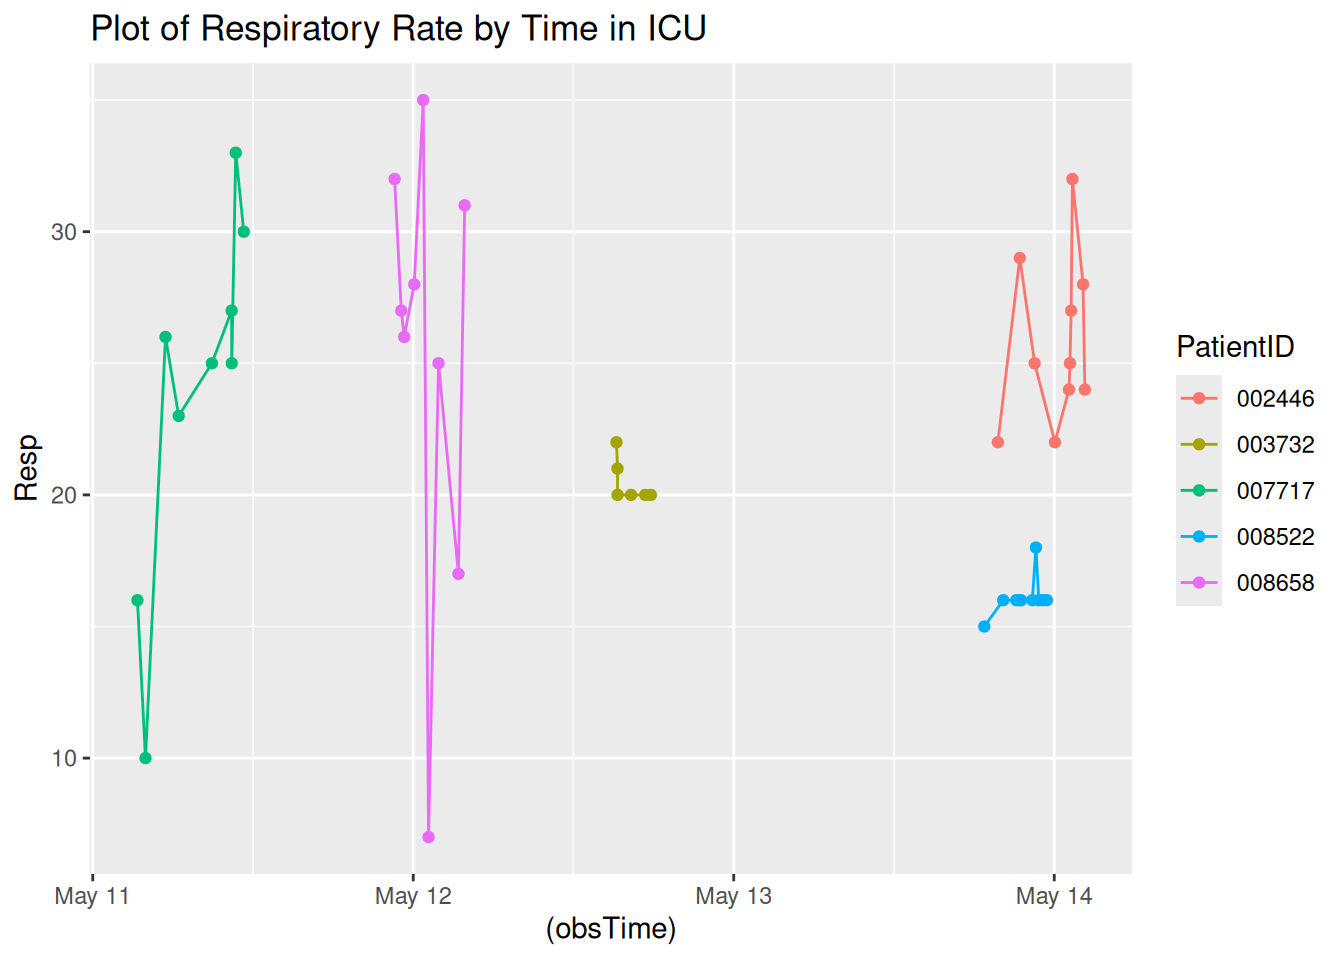 Plot of Respiratory Rate by Time in ICU
Resp
30
20
10
May 11
May 12
May 13
May 14
(obsTime)
PatientID
002446
003732
007717
008522
008658